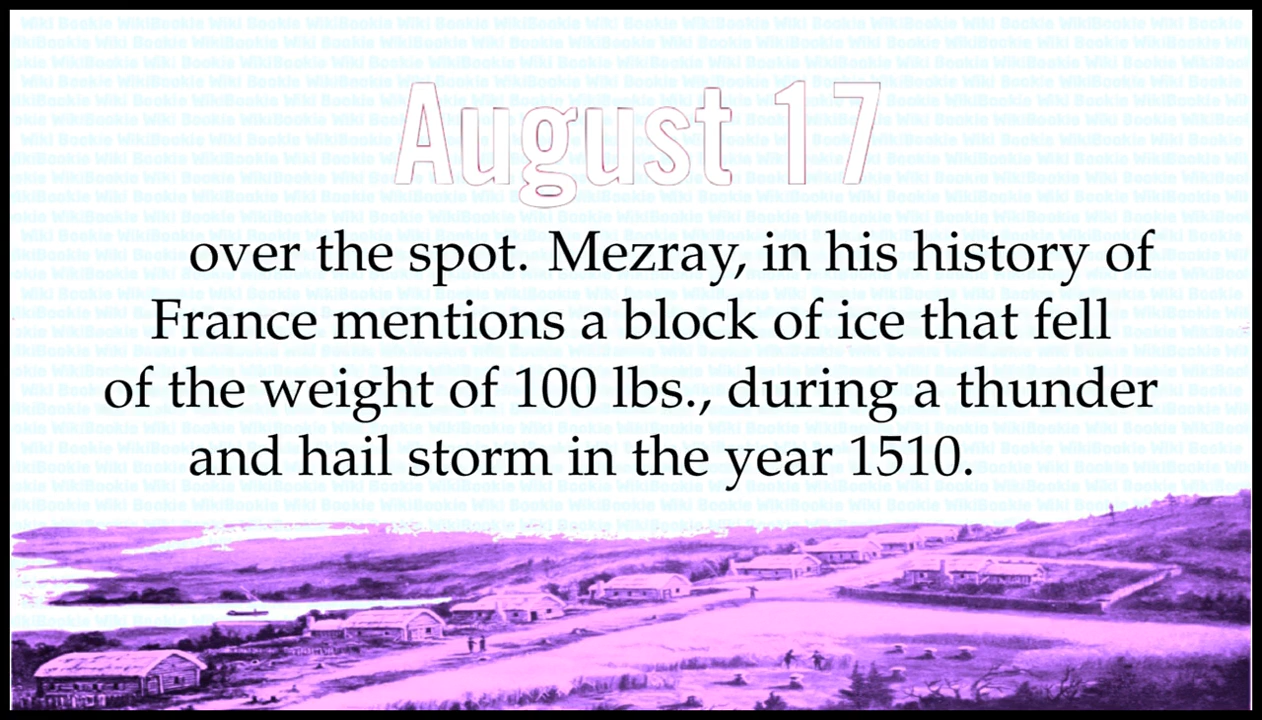 August 17
over the spot. Mezray, in his history of
France mentions a block of ice that fell
of the weight of 100 lbs., during a thunder
and hail storm in the year 1510.